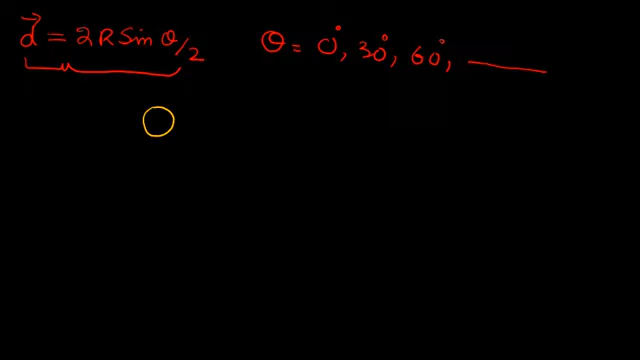 d⃗ = 2R Sin θ/2 θ = 0°, 30°, 60°,